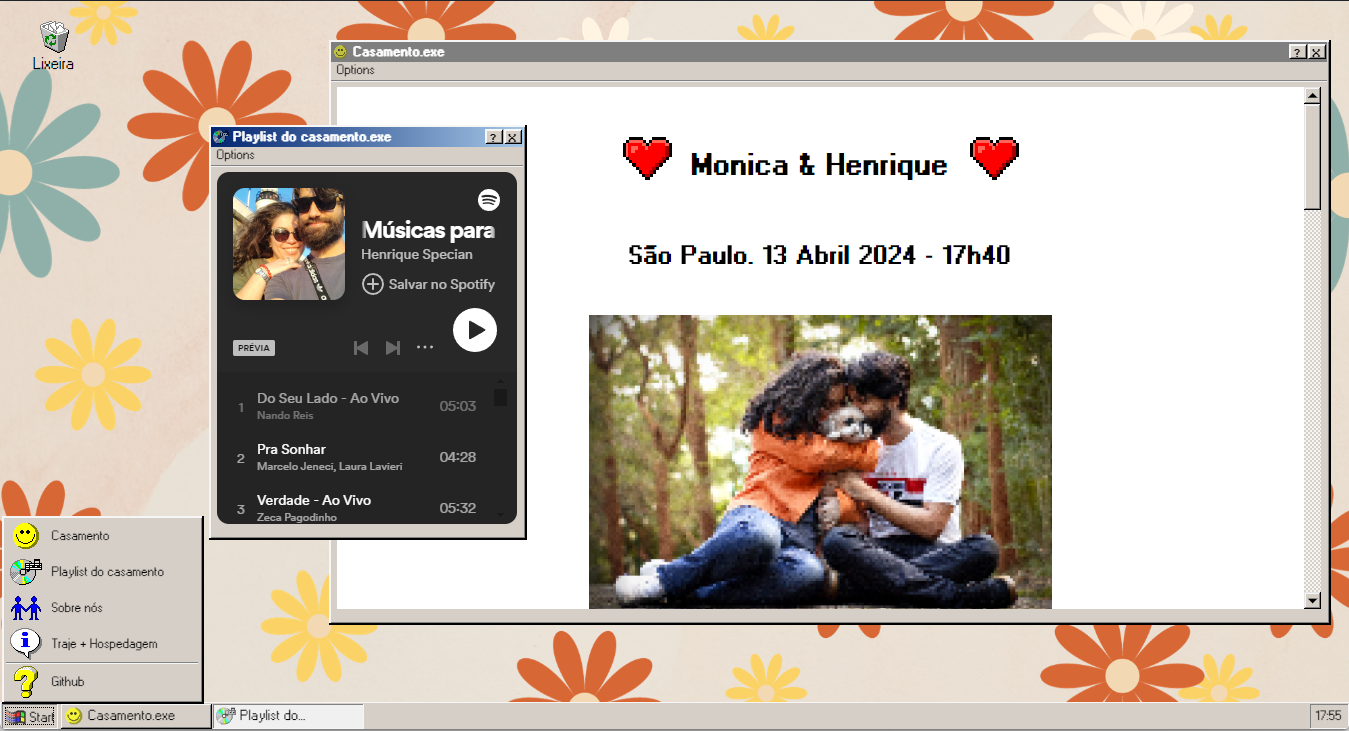 Lixeira
Casamento.exe
Options
Monica & Henrique
São Paulo. 13 Abril 2024 - 17h40
Playlist do casamento.exe
Options
Músicas para
Henrique Specian
Salvar no Spotify
PRÉVIA
1 Do Seu Lado - Ao Vivo 05:03
Nando Reis
2 Pra Sonhar 04:28
Marcelo Jeneci, Laura Lavieri
3 Verdade - Ao Vivo 05:32
Zeca Pagodinho
Casamento
Playlist do casamento
Sobre nós
Traje + Hospedagem
Github
Start
Casamento.exe
Playlist do...
17:55